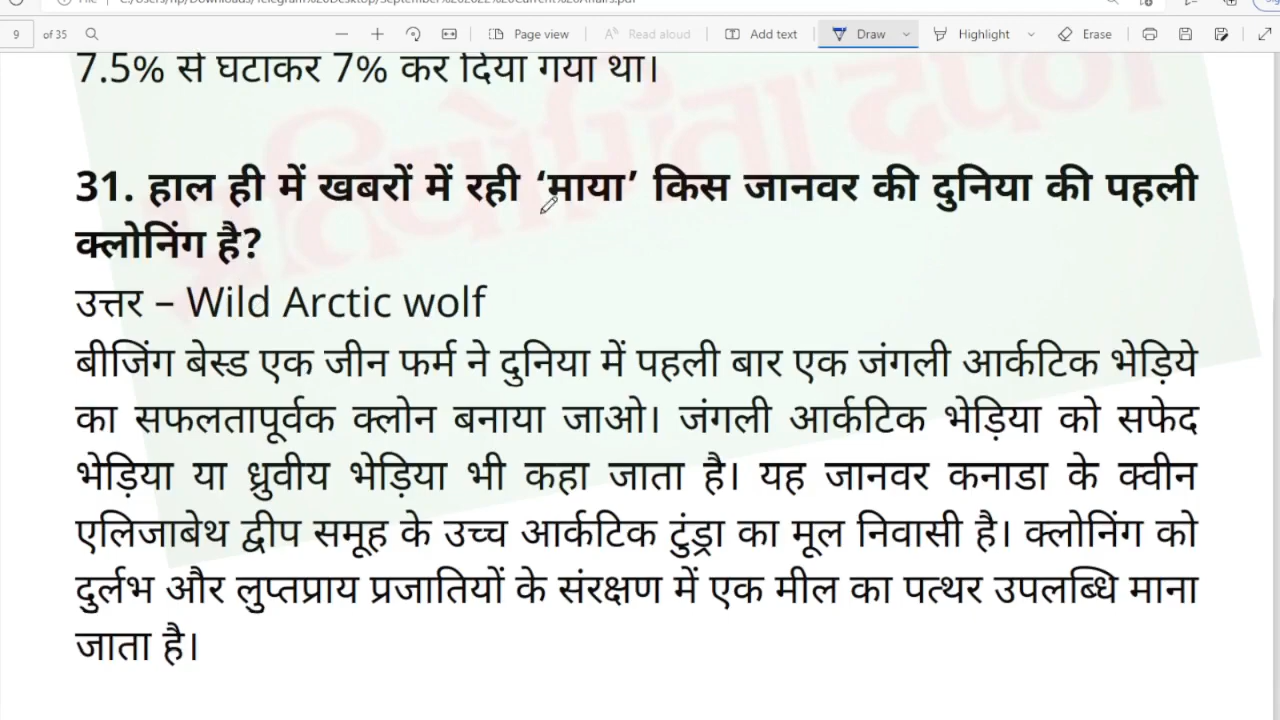 9 of 35 Page view Read aloud Add text Draw Highlight Erase
7.5% से घटाकर 7% कर दिया गया था।
31. हाल ही में खबरों में रही ‘माया’ किस जानवर की दुनिया की पहली
क्लोनिंग है?
उत्तर – Wild Arctic wolf
बीजिंग बेस्ड एक जीन फर्म ने दुनिया में पहली बार एक जंगली आर्कटिक भेड़िये
का सफलतापूर्वक क्लोन बनाया जाओ। जंगली आर्कटिक भेड़िया को सफेद
भेड़िया या ध्रुवीय भेड़िया भी कहा जाता है। यह जानवर कनाडा के क्वीन
एलिजाबेथ द्वीप समूह के उच्च आर्कटिक टुंड्रा का मूल निवासी है। क्लोनिंग को
दुर्लभ और लुप्तप्राय प्रजातियों के संरक्षण में एक मील का पत्थर उपलब्धि माना
जाता है।
प्रतियोगिता दर्पण